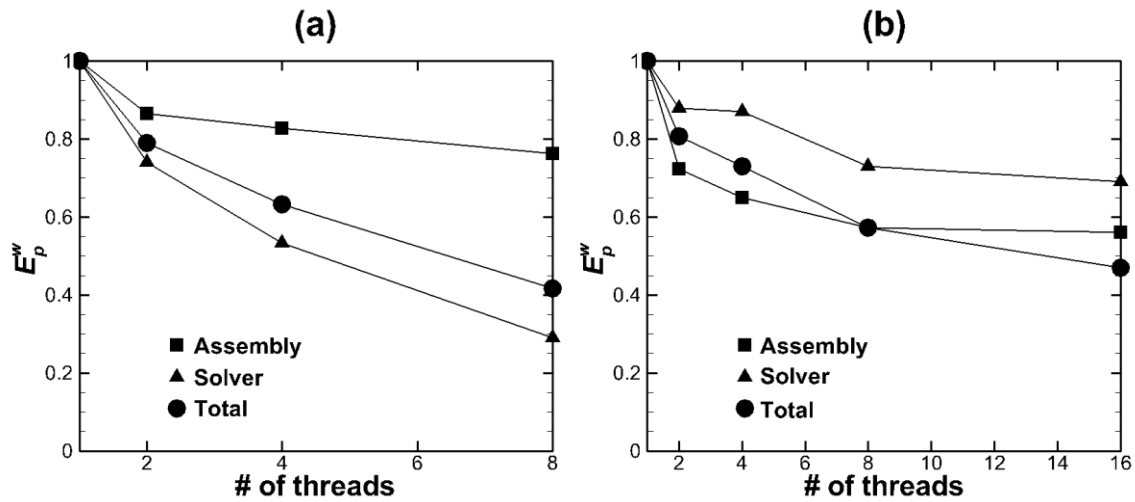 (a)
1
0.8
0.6
0.4
0.2
0
E_p^w
Assembly
Solver
Total
2 4 6 8
# of threads
(b)
1
0.8
0.6
0.4
0.2
0
E_p^w
Assembly
Solver
Total
2 4 6 8 10 12 14 16
# of threads